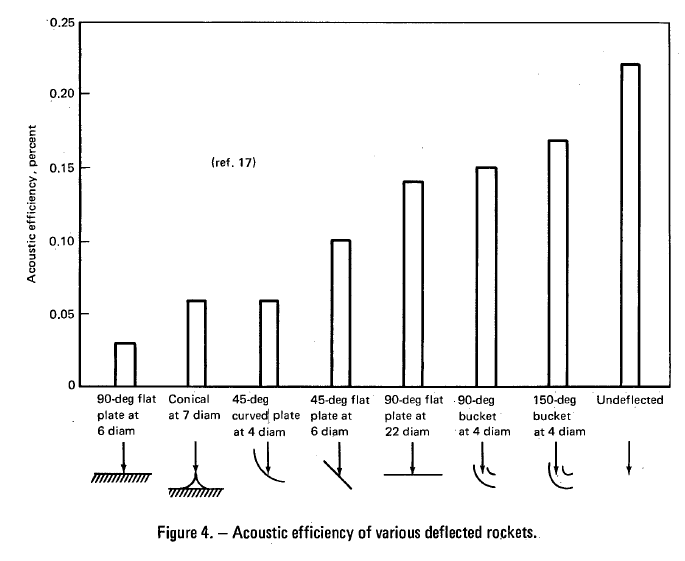 0.25
0.20
0.15
0.10
0.05
0
Acoustic efficiency, percent
(ref. 17)
90-deg flat
plate at
6 diam
Conical
at 7 diam
45-deg
curved plate
at 4 diam
45-deg flat
plate at
6 diam
90-deg flat
plate at
22 diam
90-deg
bucket
at 4 diam
150-deg
bucket
at 4 diam
Undeflected
Figure 4. — Acoustic efficiency of various deflected rockets.